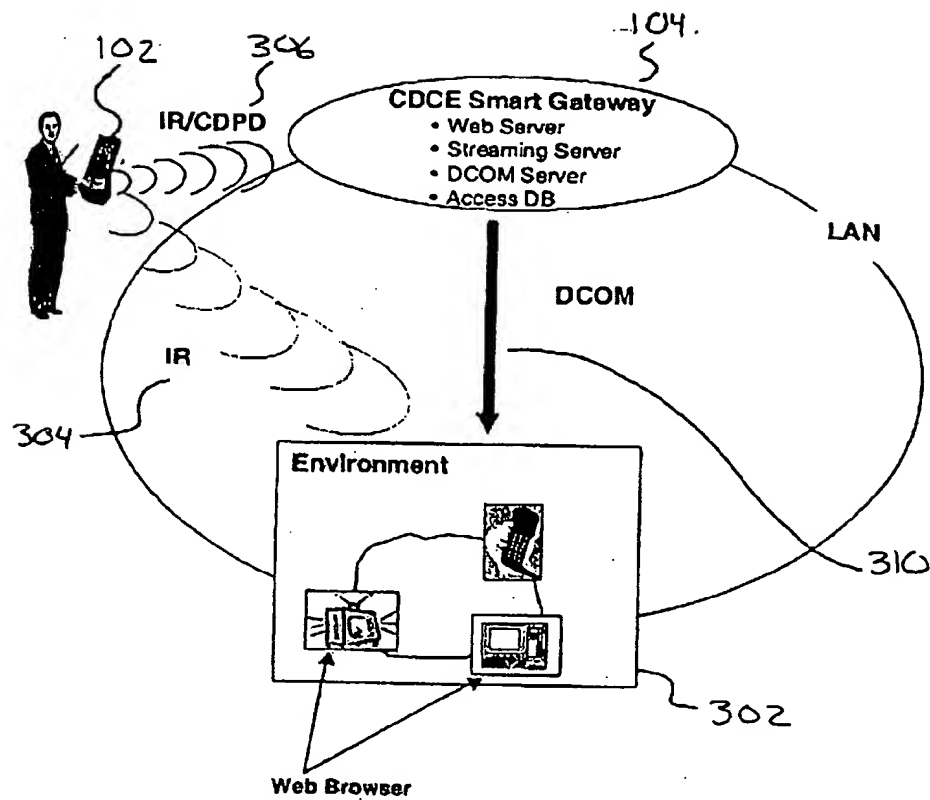 102
306
104.
IR/CDPD
CDCE Smart Gateway
• Web Server
• Streaming Server
• DCOM Server
• Access DB
LAN
DCOM
IR
304
Environment
310
302
Web Browser